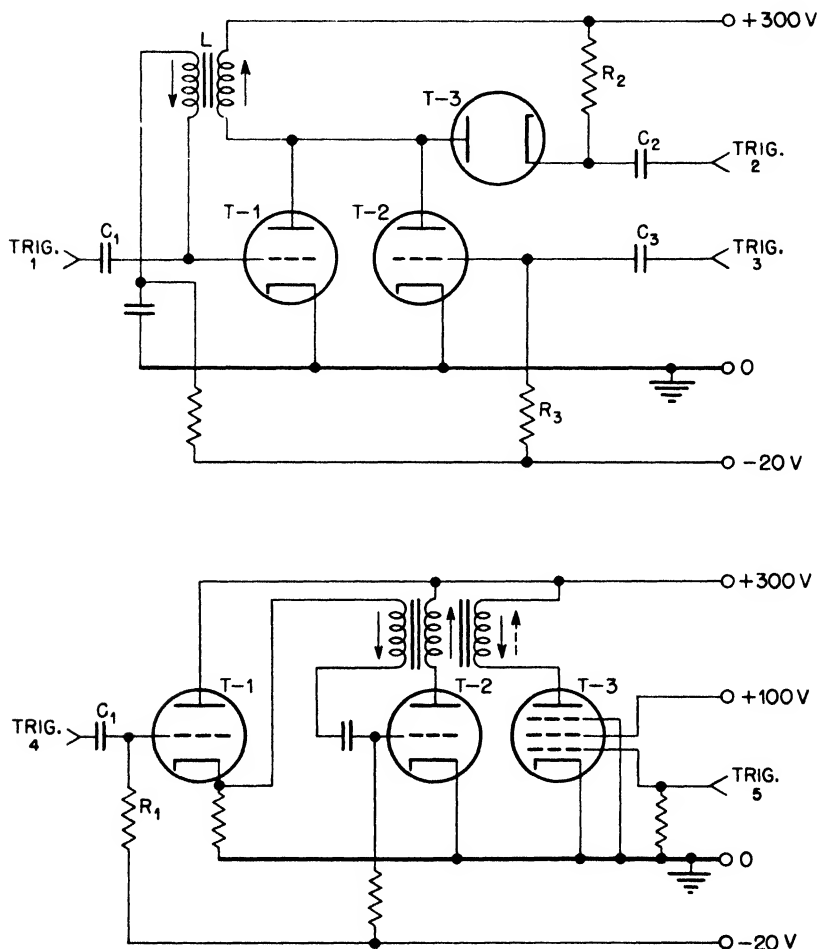 +300 V
L
R2
T-3
C2
TRIG. 2
T-1
T-2
C1
C3
TRIG. 1
TRIG. 3
0
R3
-20 V
+300 V
+100 V
T-1
T-2
T-3
C1
TRIG. 4
TRIG. 5
R1
0
-20 V